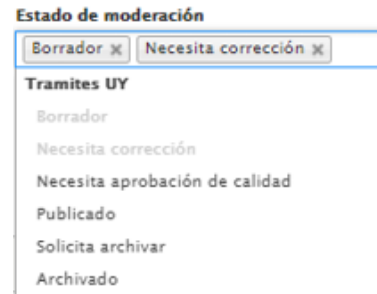 Estado de moderación
Borrador x Necesita corrección x
Tramites UY
Borrador
Necesita corrección
Necesita aprobación de calidad
Publicado
Solicita archivar
Archivado